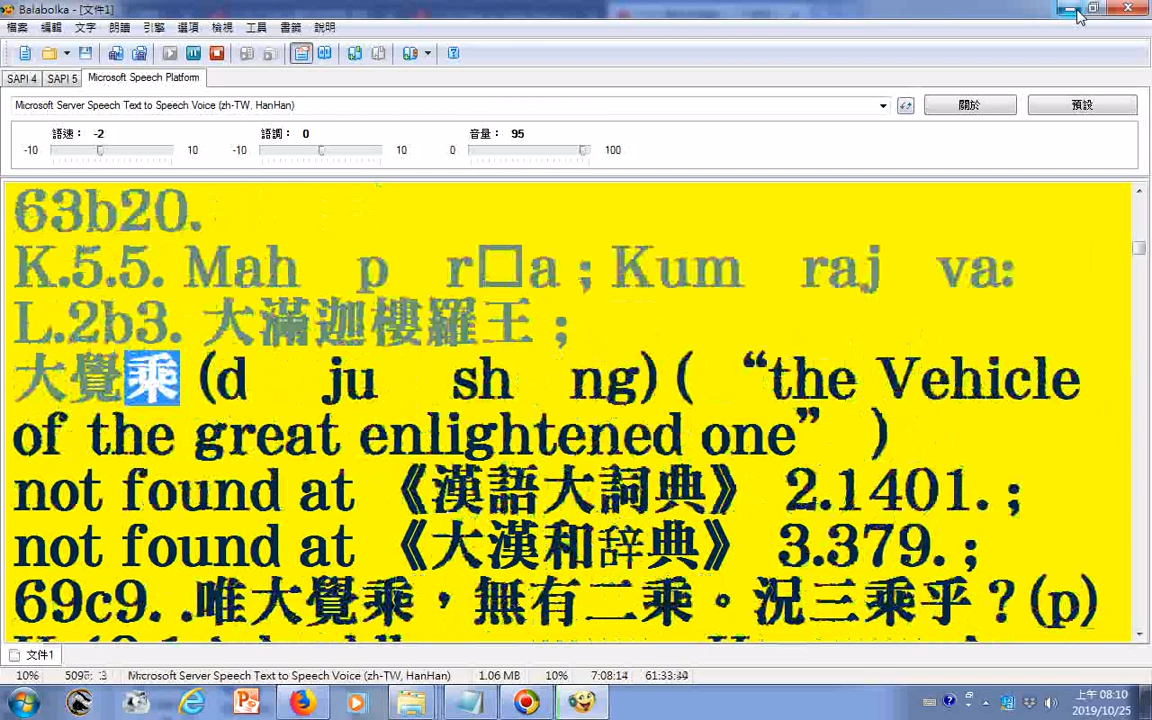 Balabolka - [文件1]
檔案 編輯 文字 朗讀 引擎 選項 檢視 工具 書籤 說明
SAPI 4 SAPI 5 Microsoft Speech Platform
Microsoft Server Speech Text to Speech Voice (zh-TW, HanHan) 關於 預設
語速： -2 語調： 0 音量： 95
-10 10 -10 10 0 100
63b20.
K.5.5. Mah p r□a ; Kum raj va:
L.2b3. 大滿迦樓羅王 ;
大覺乘 (d ju sh ng)( “the Vehicle
of the great enlightened one” )
not found at 《漢語大詞典》 2.1401. ;
not found at 《大漢和辞典》 3.379. ;
69c9. .唯大覺乘，無有二乘。況三乘乎？(p)
文件1
10% Microsoft Server Speech Text to Speech Voice (zh-TW, HanHan) 1.06 MB 10% 7:08:14
上午 08:10
2019/10/25